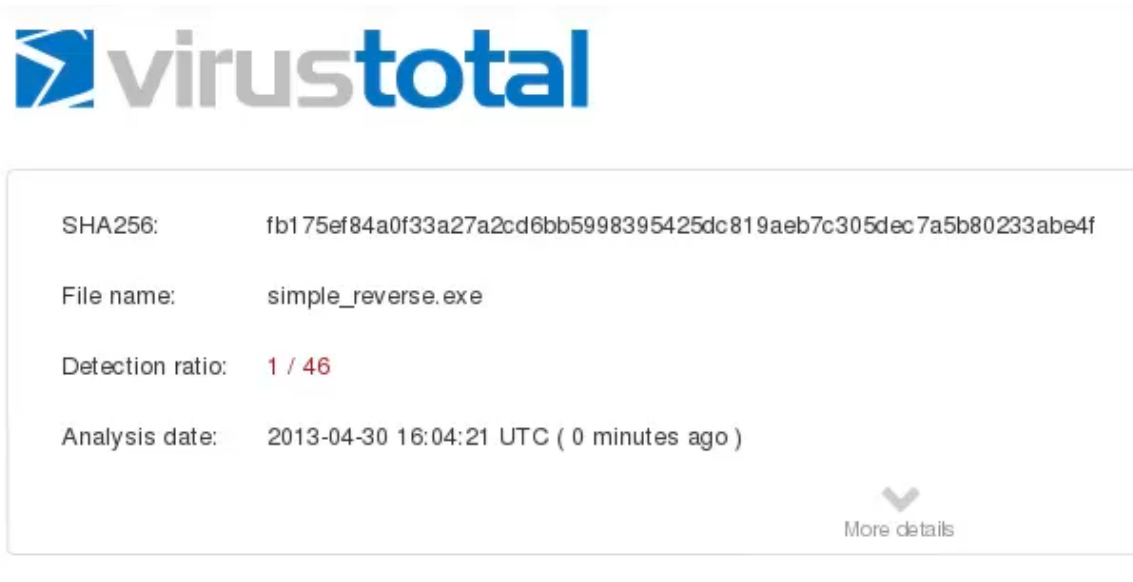 virustotal
SHA256: fb175ef84a0f33a27a2cd6bb5998395425dc819aeb7c305dec7a5b80233abe4f
File name: simple_reverse.exe
Detection ratio: 1 / 46
Analysis date: 2013-04-30 16:04:21 UTC ( 0 minutes ago )
More details